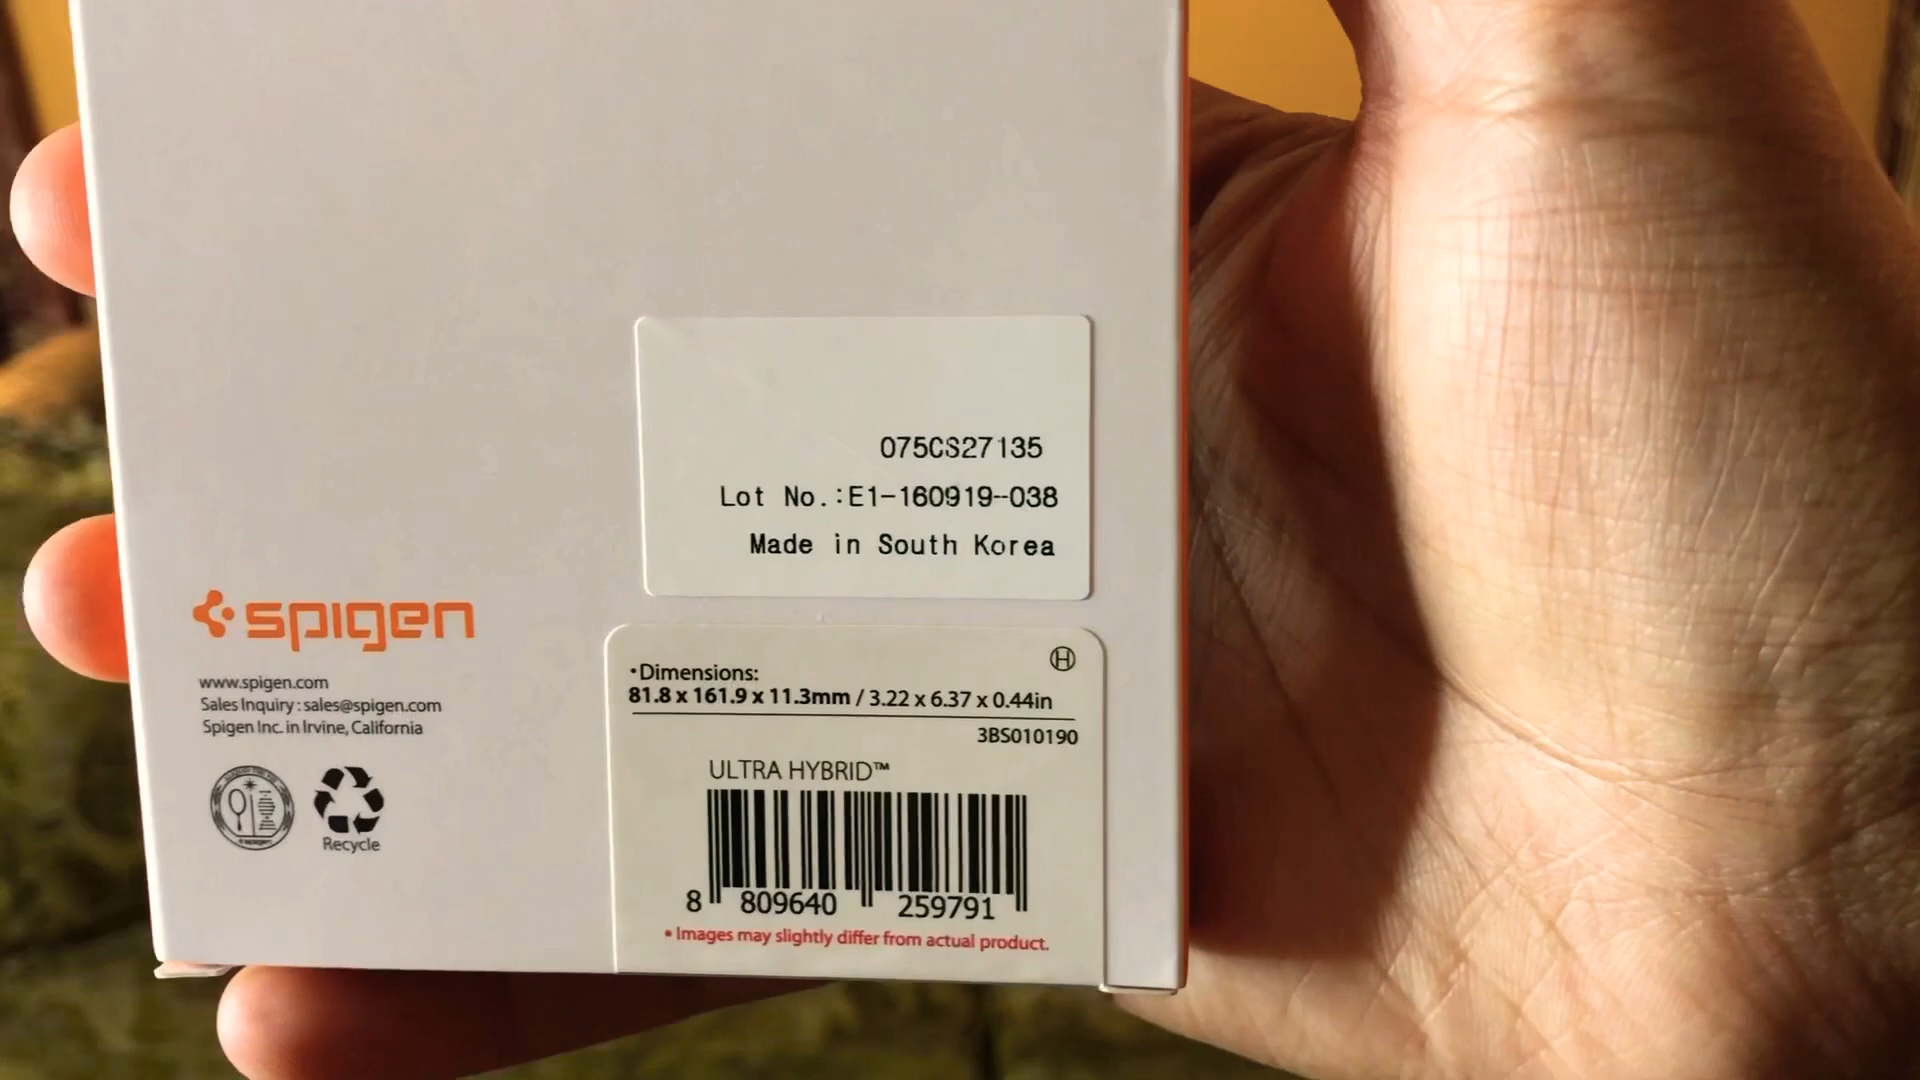 075CS27135
Lot No.:E1-160919-038
Made in South Korea
spigen
www.spigen.com
Sales Inquiry : sales@spigen.com
Spigen Inc. in Irvine, California
Recycle
•Dimensions:
81.8 x 161.9 x 11.3mm / 3.22 x 6.37 x 0.44in
H
3BS010190
ULTRA HYBRID™
8 809640 259791
• Images may slightly differ from actual product.